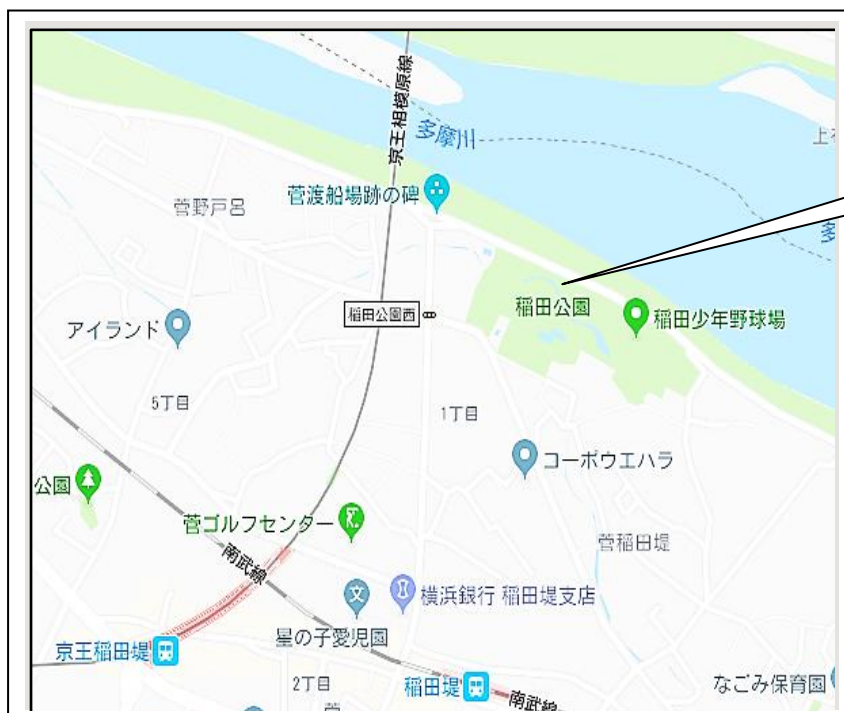 京王相模原線
多摩川
上布
菅渡船場跡の碑
菅野戸呂
多
稲田公園西
稲田公園
稲田少年野球場
アイランド
5丁目
1丁目
コーポウエハラ
公園
菅ゴルフセンター
菅稲田堤
南武線
横浜銀行 稲田堤支店
星の子愛児園
京王稲田堤
2丁目
稲田堤
南武線
なごみ保育園
菅